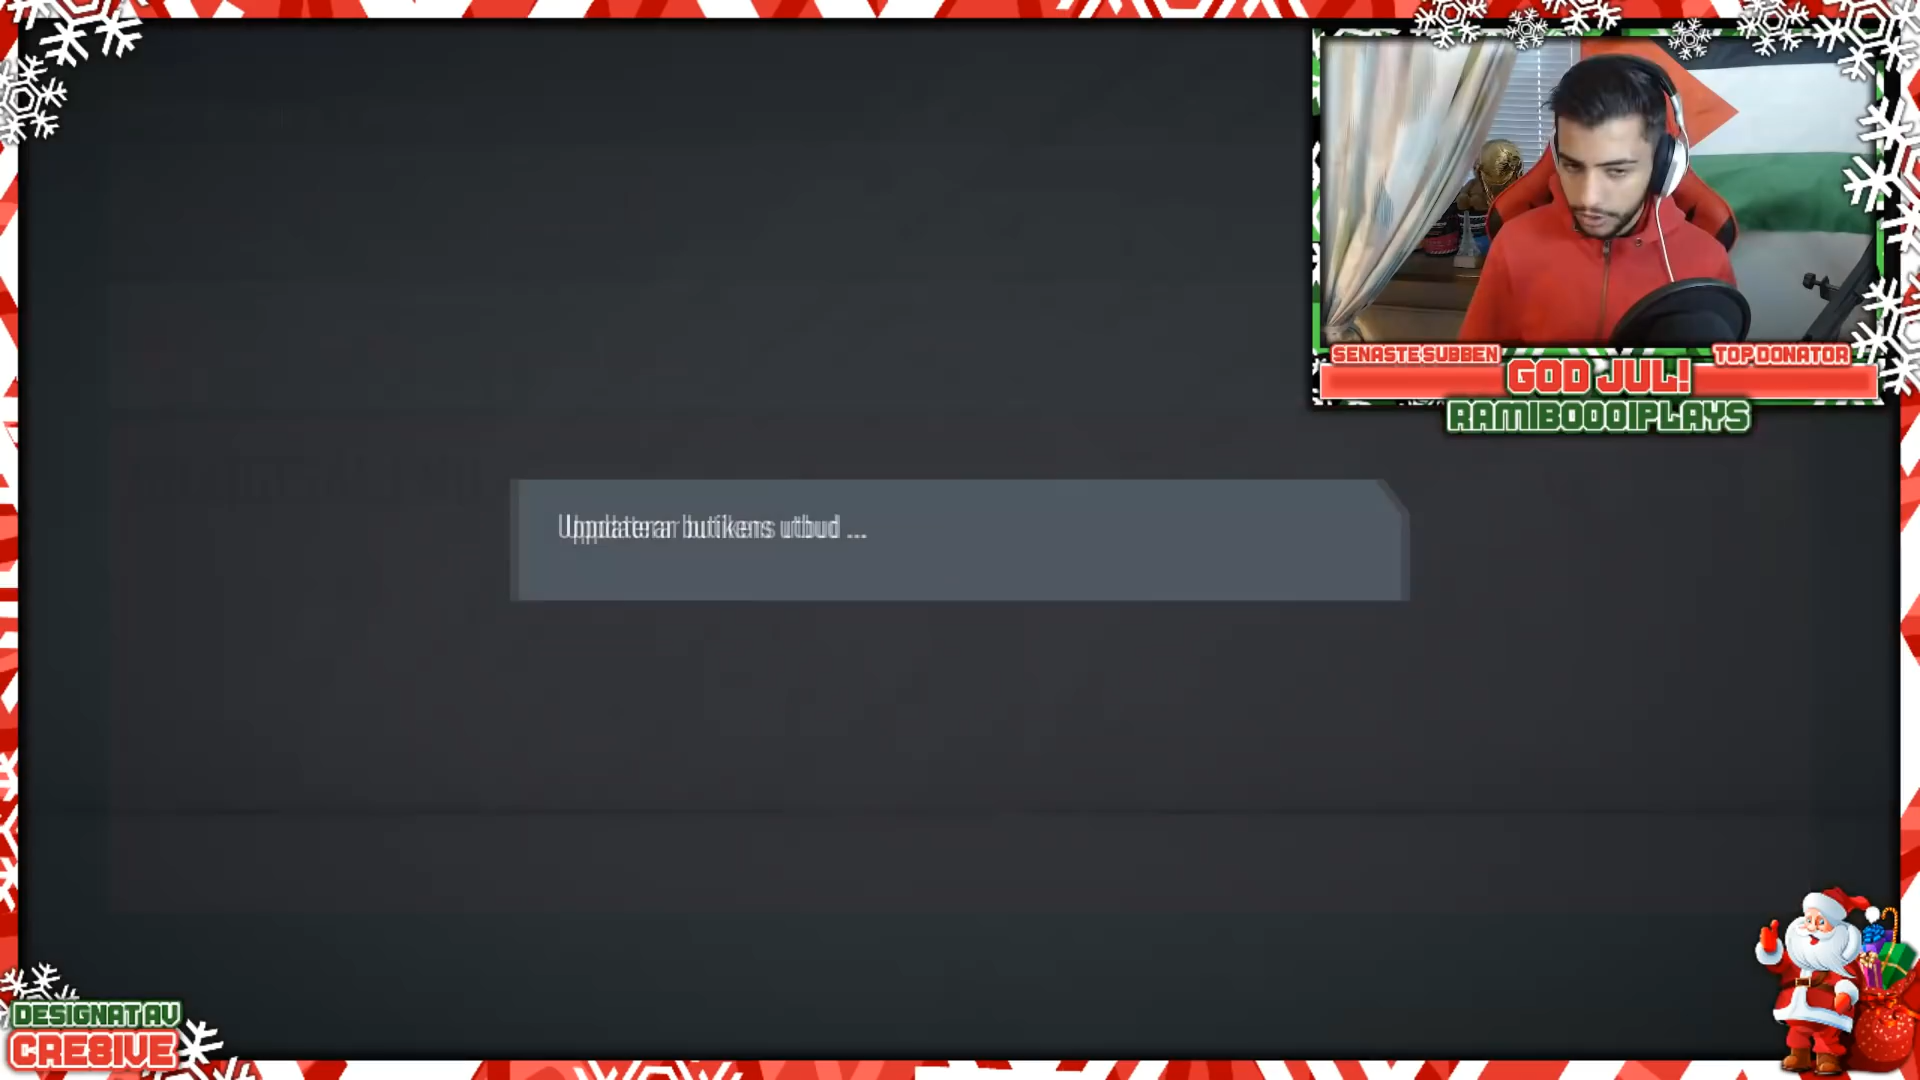 SENASTE SUBBEN
TOP DONATOR
GOD JUL!
RAMIBOOOIPLAYS
Uppdaterar butikens utbud ...
DESIGNAT AV
CRE8IVE